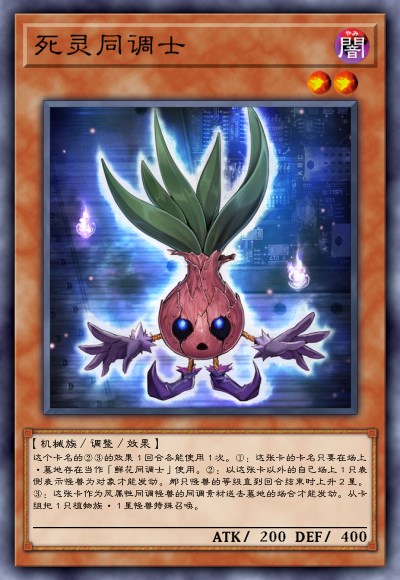 死灵同调士
やみ
闇
【机械族／调整／效果】
这个卡名的②③的效果１回合各能使用１次。①：这张卡的卡名只要在场上
·墓地存在当作「鲜花同调士」使用。②：以这张卡以外的自己场上１只表
侧表示怪兽为对象才能发动。那只怪兽的等级直到回合结束时上升２星。
③：这张卡作为风属性同调怪兽的同调素材送去墓地的场合才能发动。从卡
组把１只植物族·１星怪兽特殊召唤。
ATK/ 200 DEF/ 400